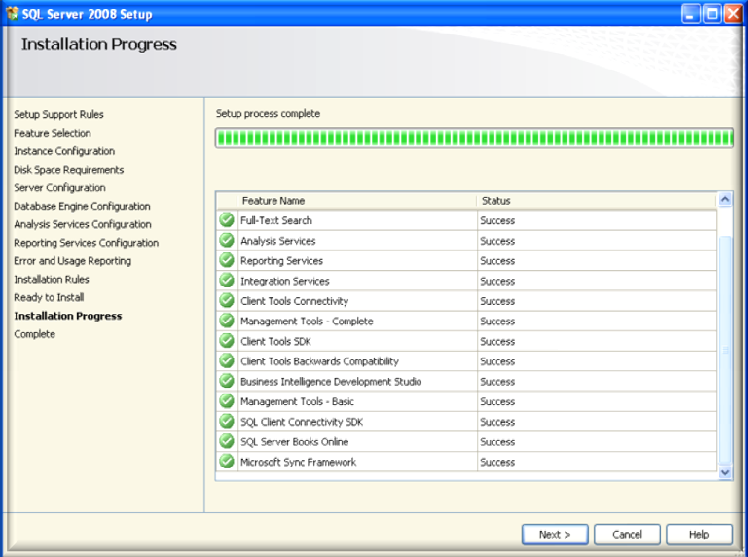 SQL Server 2008 Setup
Installation Progress
Setup Support Rules
Feature Selection
Instance Configuration
Disk Space Requirements
Server Configuration
Database Engine Configuration
Analysis Services Configuration
Reporting Services Configuration
Error and Usage Reporting
Installation Rules
Ready to Install
Installation Progress
Complete
Setup process complete
Feature Name Status
Full-Text Search Success
Analysis Services Success
Reporting Services Success
Integration Services Success
Client Tools Connectivity Success
Management Tools - Complete Success
Client Tools SDK Success
Client Tools Backwards Compatibility Success
Business Intelligence Development Studio Success
Management Tools - Basic Success
SQL Client Connectivity SDK Success
SQL Server Books Online Success
Microsoft Sync Framework Success
Next > Cancel Help